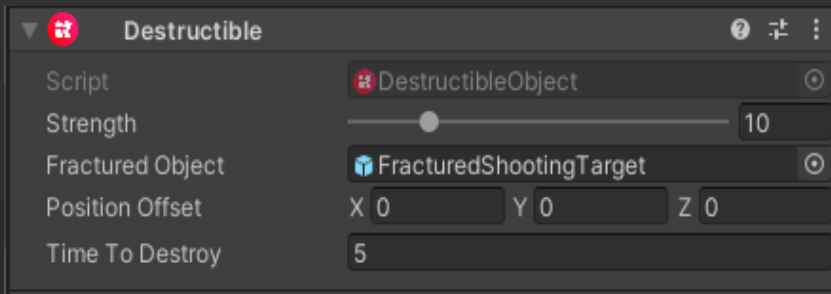 Destructible
Script DestructibleObject
Strength 10
Fractured Object FracturedShootingTarget
Position Offset X 0 Y 0 Z 0
Time To Destroy 5